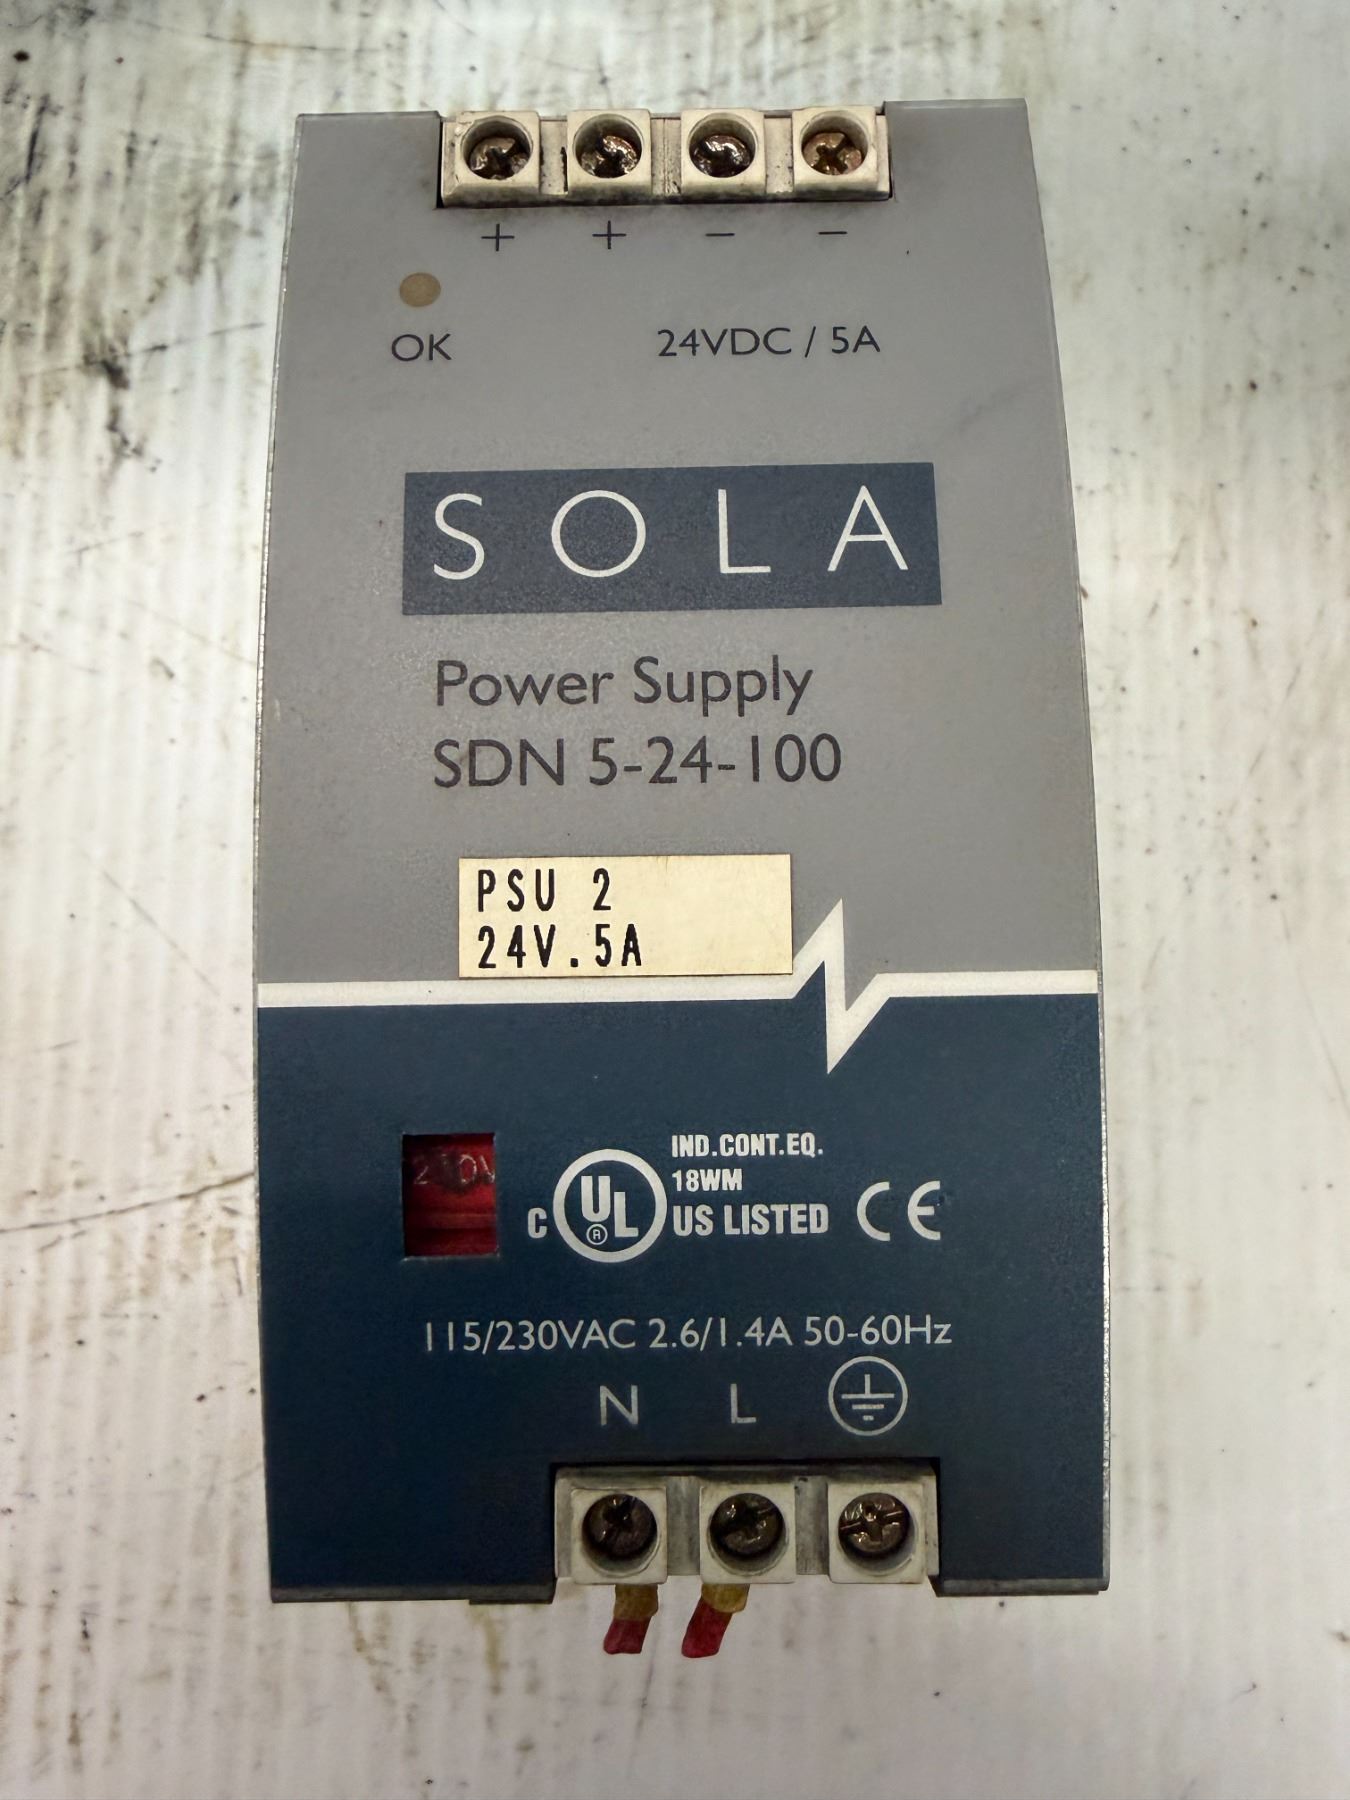 + + − −
OK 24VDC / 5A
SOLA
Power Supply
SDN 5-24-100
PSU 2
24V.5A
IND.CONT.EQ.
18WM
C UL US LISTED CE
115/230VAC 2.6/1.4A 50-60Hz
N L